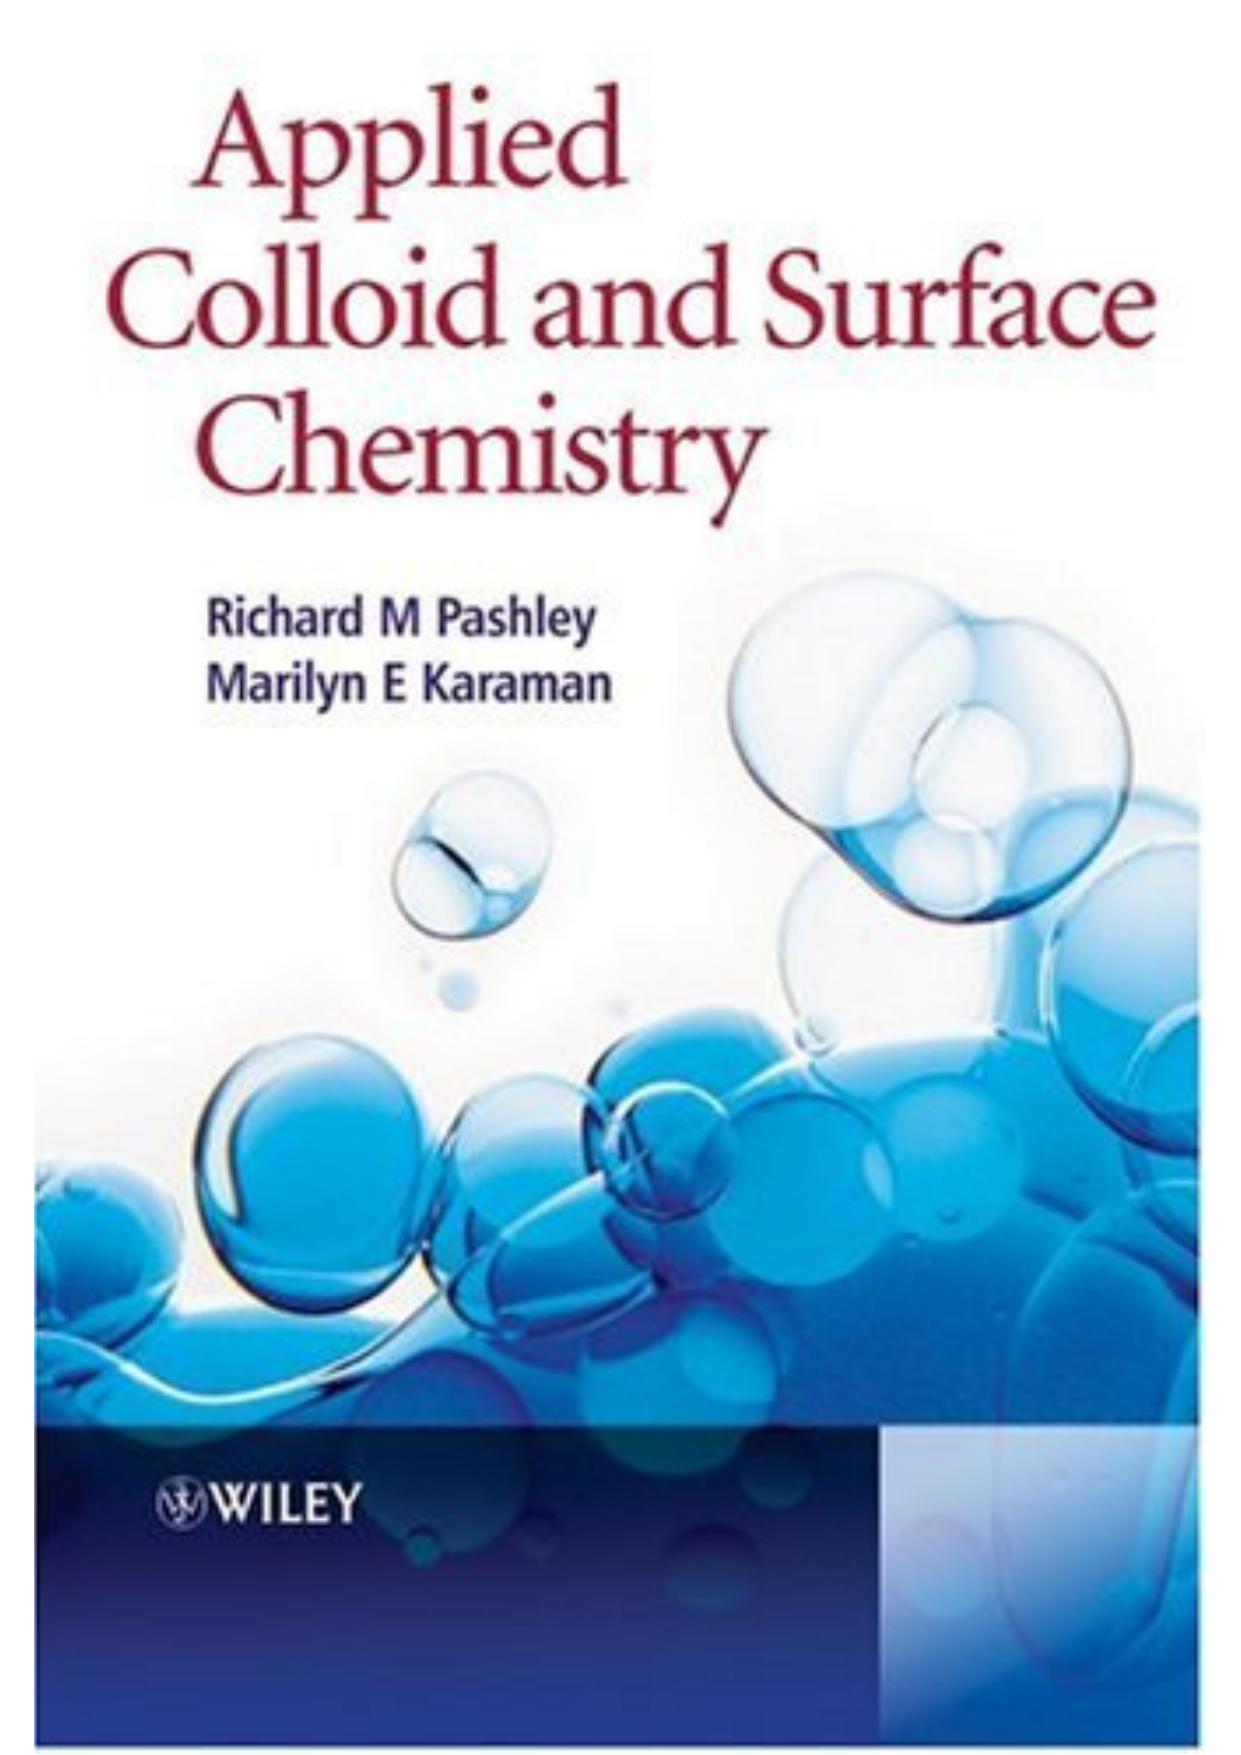 Applied
Colloid and Surface
Chemistry
Richard M Pashley
Marilyn E Karaman
WILEY